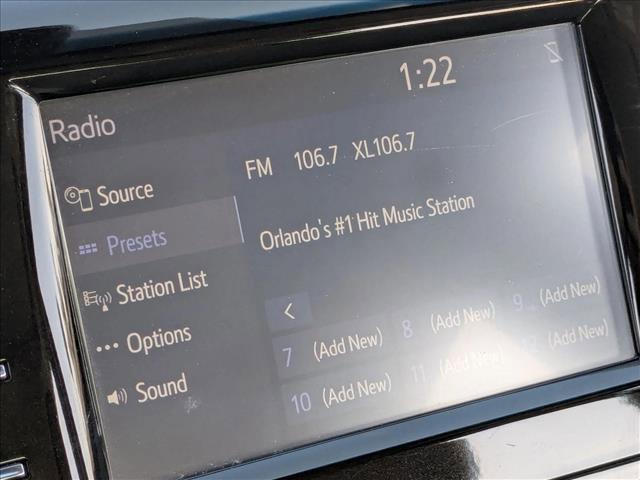 1:22
Radio
FM 106.7 XL106.7
Source
Presets
Orlando's #1 Hit Music Station
Station List
<
Options
7 (Add New) 8 (Add New) 9 (Add New)
Sound
10 (Add New) 11 (Add New) 12 (Add New)